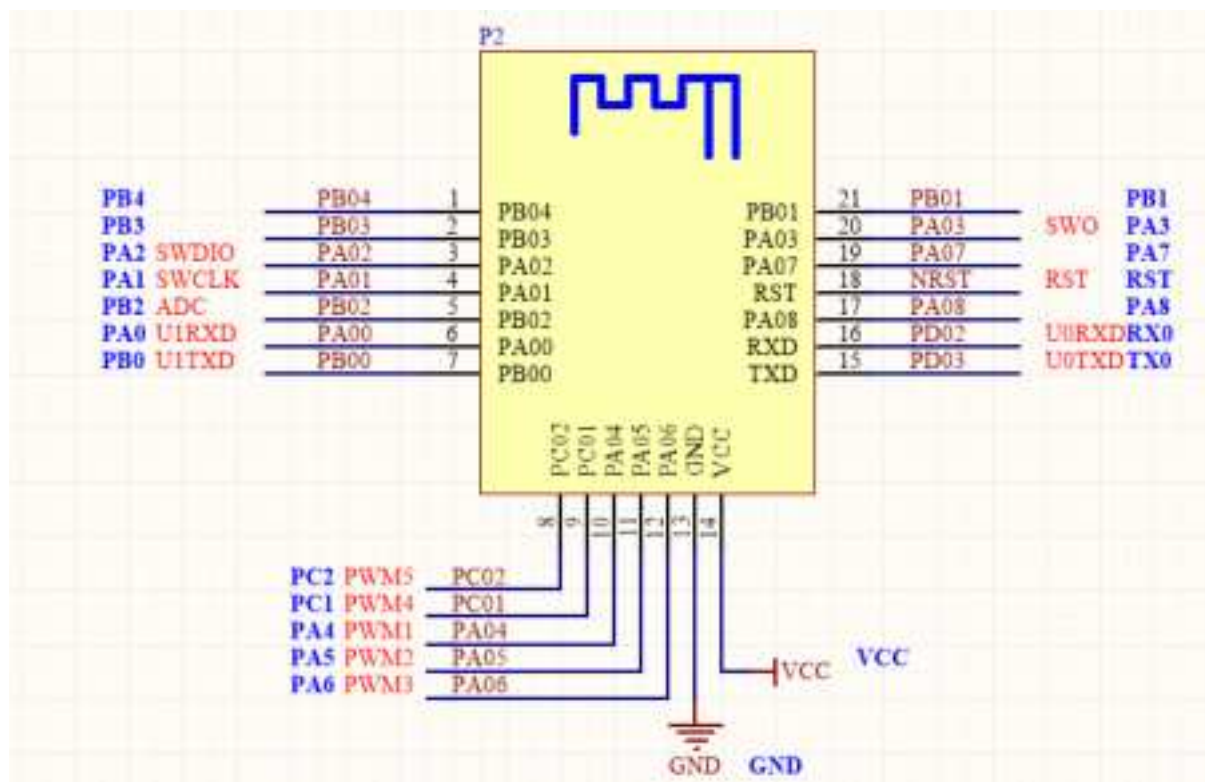 P2
PB4 PB04 1 PB04 PB01 21 PB01 PB1
PB3 PB03 2 PB03 PA03 20 PA03 SWO PA3
PA2 SWDIO PA02 3 PA02 PA07 19 PA07 PA7
PA1 SWCLK PA01 4 PA01 RST 18 NRST RST RST
PB2 ADC PB02 5 PB02 PA08 17 PA08 PA8
PA0 U1RXD PA00 6 PA00 RXD 16 PD02 U0RXD RX0
PB0 U1TXD PB00 7 PB00 TXD 15 PD03 U0TXD TX0
PC02 PC01 PA04 PA05 PA06 GND VCC
8 9 10 11 12 13 14
PC2 PWM5 PC02
PC1 PWM4 PC01
PA4 PWM1 PA04
PA5 PWM2 PA05 VCC VCC
PA6 PWM3 PA06
GND GND